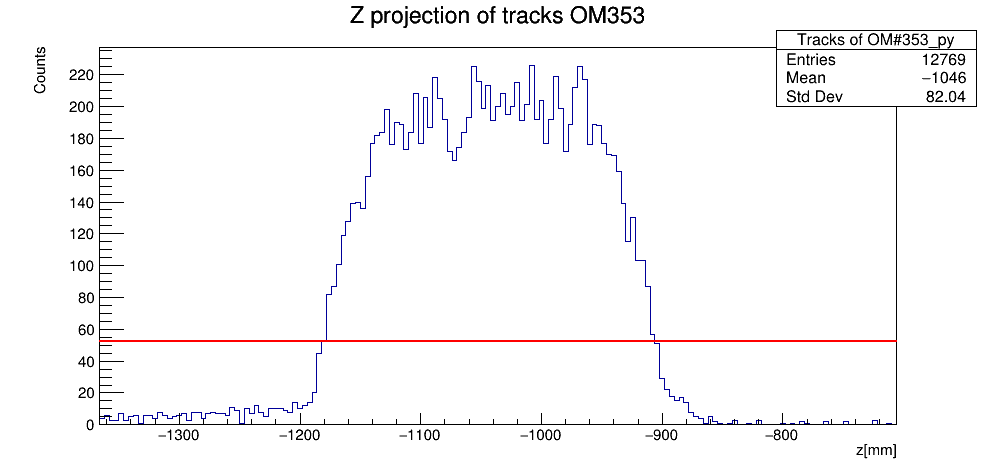 Z projection of tracks OM353
Counts
Tracks of OM#353_py
Entries 12769
Mean −1046
Std Dev 82.04
220
200
180
160
140
120
100
80
60
40
20
0
−1300 −1200 −1100 −1000 −900 −800
z[mm]